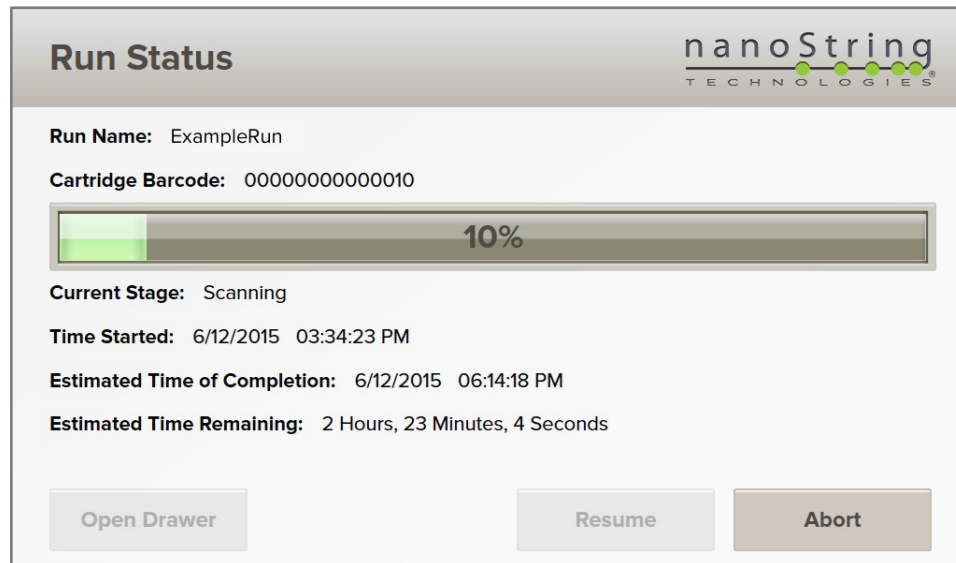 Run Status
nanoString
TECHNOLOGIES®
Run Name: ExampleRun
Cartridge Barcode: 00000000000010
10%
Current Stage: Scanning
Time Started: 6/12/2015 03:34:23 PM
Estimated Time of Completion: 6/12/2015 06:14:18 PM
Estimated Time Remaining: 2 Hours, 23 Minutes, 4 Seconds
Open Drawer Resume Abort